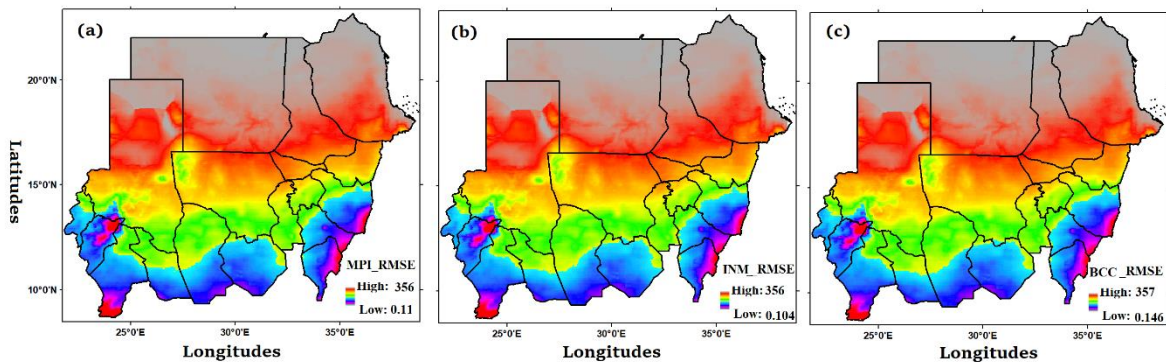 (a)
(b)
(c)
20°0'N
15°0'N
10°0'N
Latitupes
MPI_RMSE
High: 356
Low: 0.11
INM_RMSE
High: 356
Low: 0.104
BCC_RMSE
High: 357
Low: 0.146
25°0'E 30°0'E 35°0'E
25°0'E 30°0'E 35°0'E
25°0'E 30°0'E 35°0'E
Longitudes
Longitudes
Longitudes